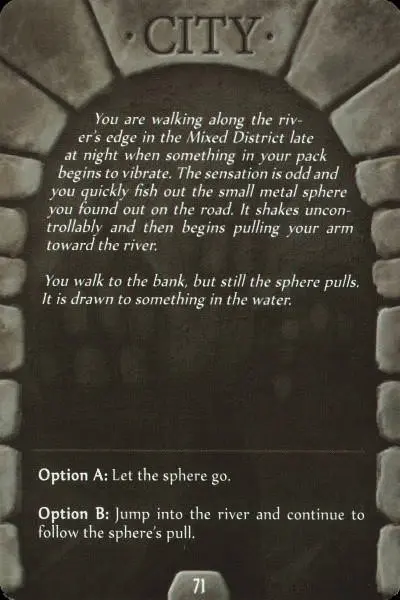 ·CITY·
You are walking along the riv-
er's edge in the Mixed District late
at night when something in your pack
begins to vibrate. The sensation is odd and
you quickly fish out the small metal sphere
you found out on the road. It shakes uncon-
trollably and then begins pulling your arm
toward the river.
You walk to the bank, but still the sphere pulls.
It is drawn to something in the water.
Option A: Let the sphere go.
Option B: Jump into the river and continue to
follow the sphere's pull.
71